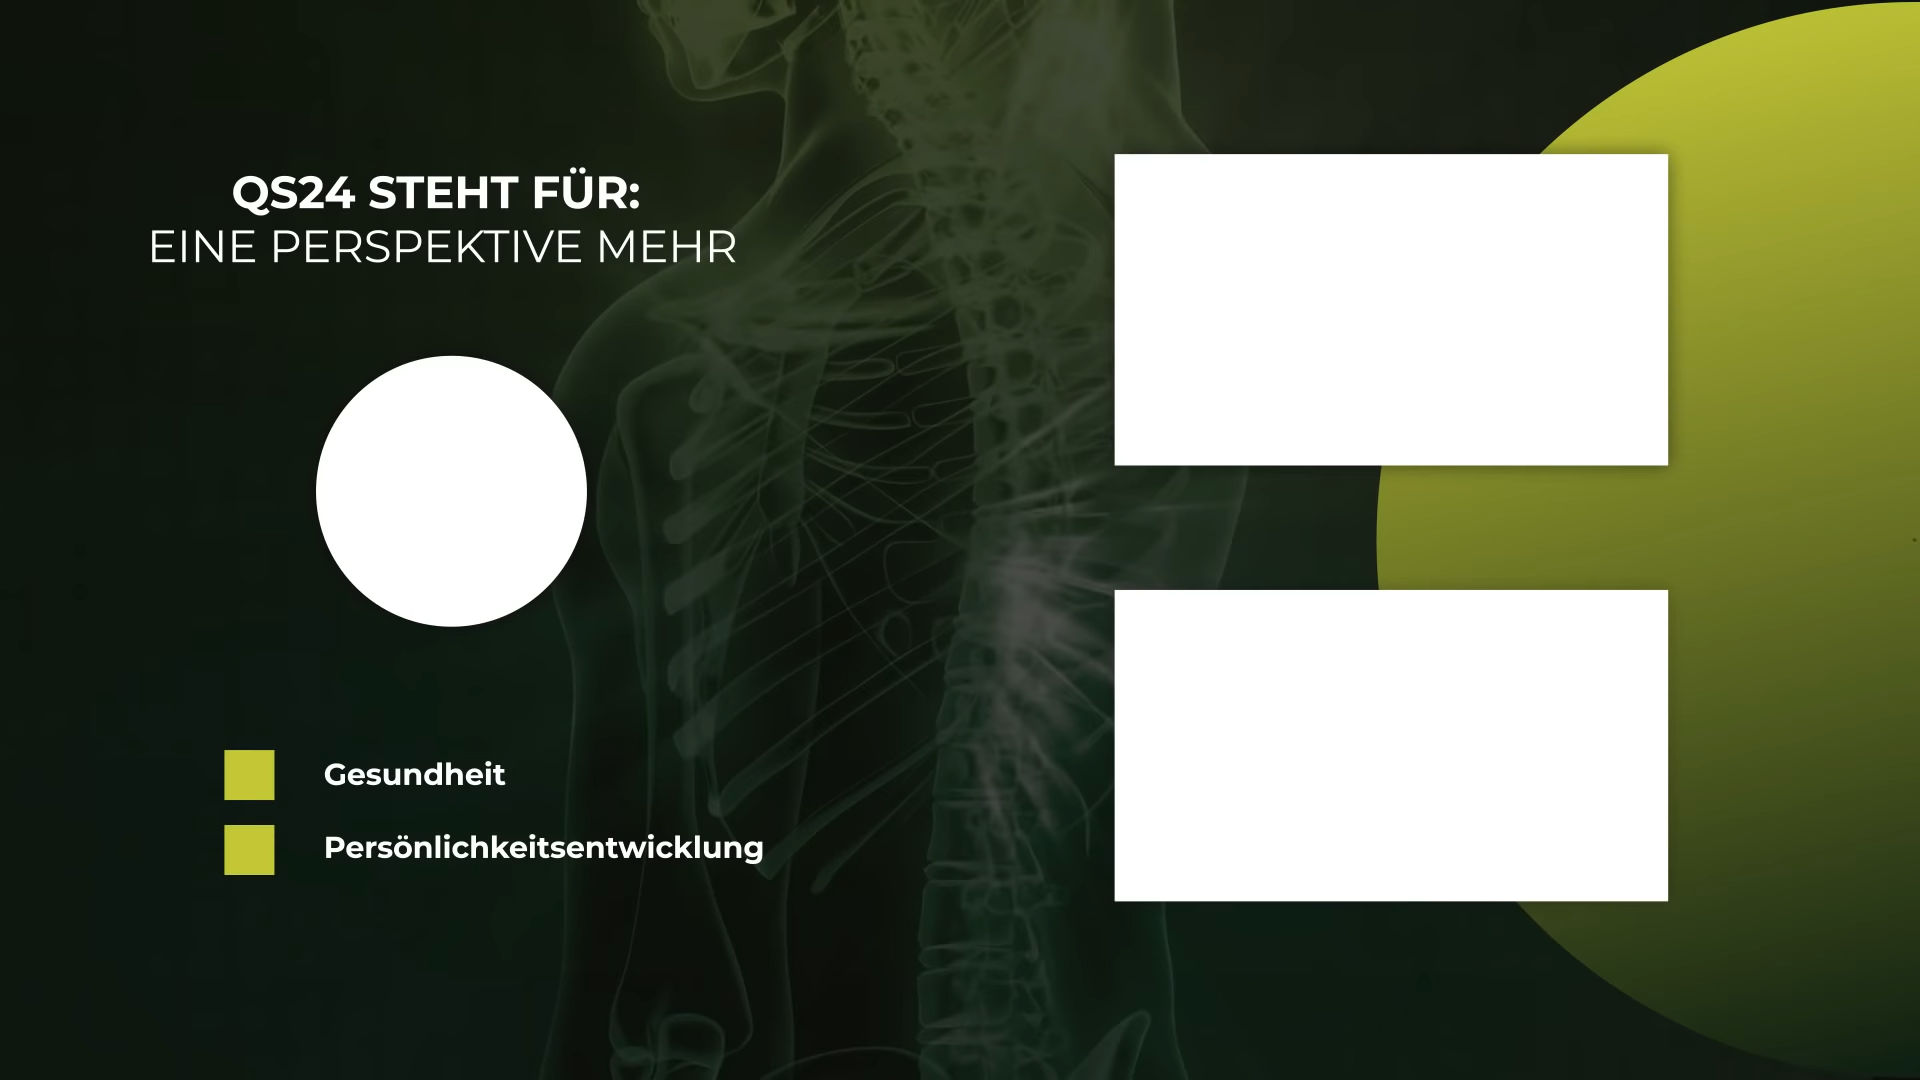 QS24 STEHT FÜR:
EINE PERSPEKTIVE MEHR
Gesundheit
Persönlichkeitsentwicklung